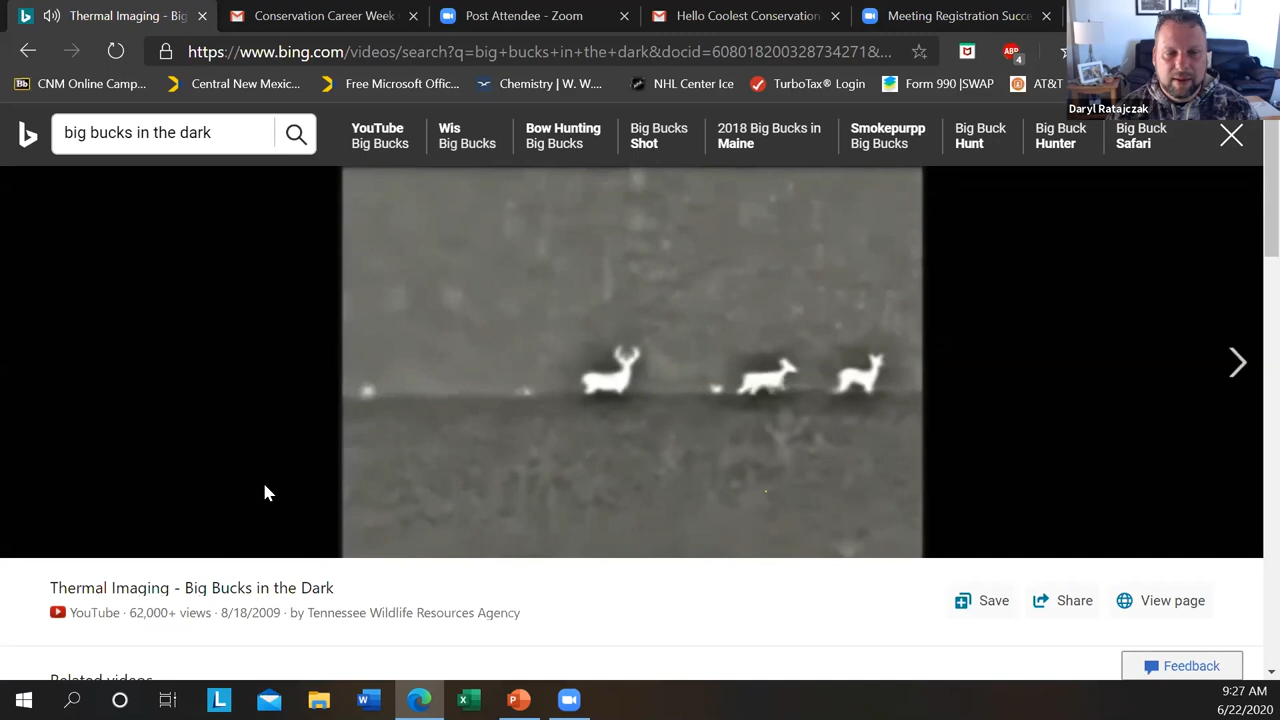 Thermal Imaging - Big
Conservation Career Week
Post Attendee - Zoom
Hello Coolest Conservation
Meeting Registration Succe
https://www.bing.com/videos/search?q=big+bucks+in+the+dark&docid=608018200328734271&...
ABP
4
Bb CNM Online Camp...
Central New Mexic...
Free Microsoft Offic...
Chemistry | W. W....
NHL Center Ice
TurboTax® Login
Form 990 |SWAP
AT&T
Daryl Ratajczak
big bucks in the dark
YouTube
Big Bucks
Wis
Big Bucks
Bow Hunting
Big Bucks
Big Bucks
Shot
2018 Big Bucks in
Maine
Smokepurpp
Big Bucks
Big Buck
Hunt
Big Buck
Hunter
Big Buck
Safari
Thermal Imaging - Big Bucks in the Dark
YouTube · 62,000+ views · 8/18/2009 · by Tennessee Wildlife Resources Agency
Save
Share
View page
Related videos
Feedback
L
W
X
P
9:27 AM
6/22/2020